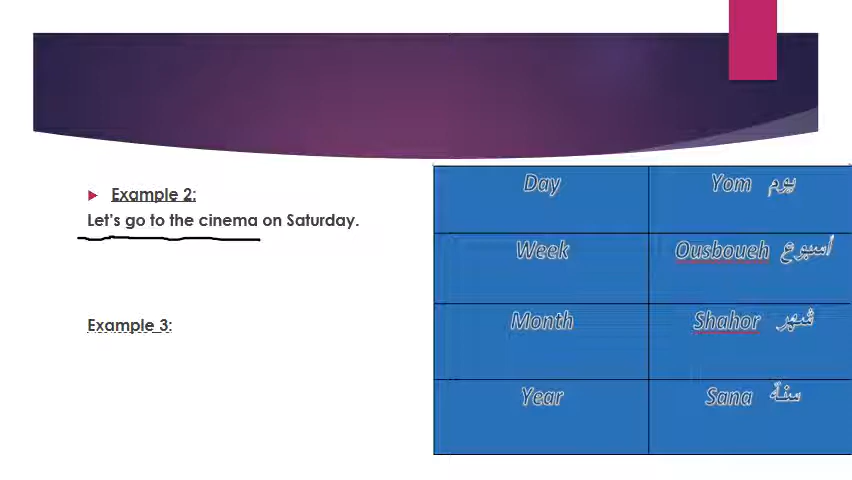 Example 2:
Let's go to the cinema on Saturday.
Example 3:
Day
Yom يوم
Week
Ousboueh أسبوع
Month
Shahor شهر
Year
Sana سنة